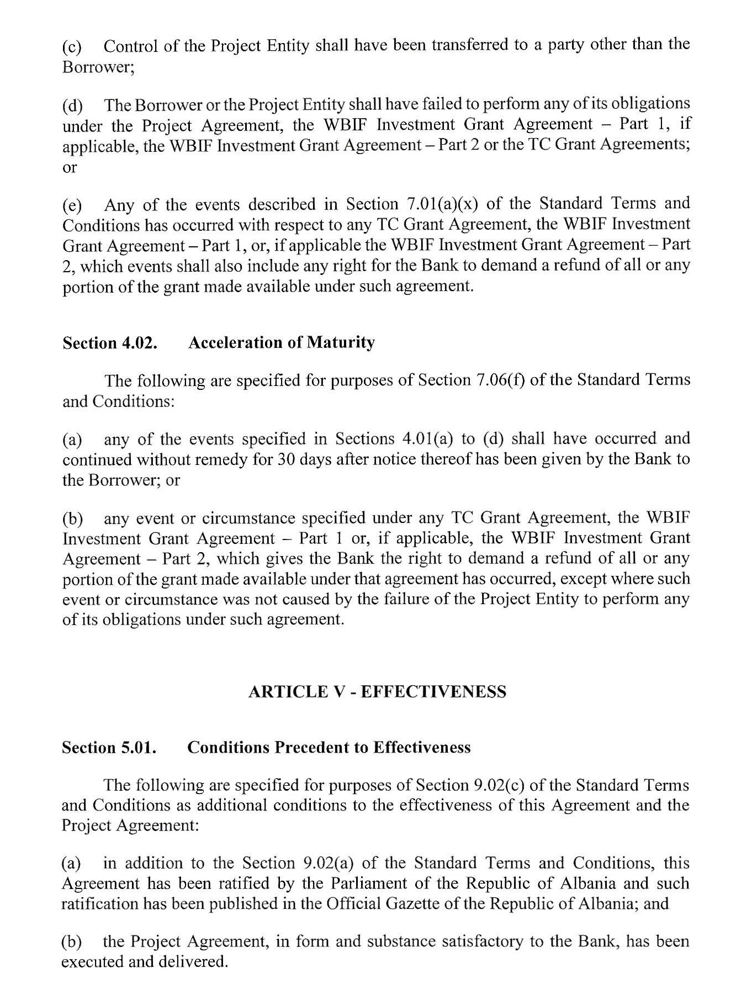 (c) Control of the Project Entity shall have been transferred to a party other than the
Borrower;
(d) The Borrower or the Project Entity shall have failed to perform any of its obligations
under the Project Agreement, the WBIF Investment Grant Agreement – Part 1, if
applicable, the WBIF Investment Grant Agreement – Part 2 or the TC Grant Agreements;
or
(e) Any of the events described in Section 7.01(a)(x) of the Standard Terms and
Conditions has occurred with respect to any TC Grant Agreement, the WBIF Investment
Grant Agreement – Part 1, or, if applicable the WBIF Investment Grant Agreement – Part
2, which events shall also include any right for the Bank to demand a refund of all or any
portion of the grant made available under such agreement.
Section 4.02. Acceleration of Maturity
The following are specified for purposes of Section 7.06(f) of the Standard Terms
and Conditions:
(a) any of the events specified in Sections 4.01(a) to (d) shall have occurred and
continued without remedy for 30 days after notice thereof has been given by the Bank to
the Borrower; or
(b) any event or circumstance specified under any TC Grant Agreement, the WBIF
Investment Grant Agreement – Part 1 or, if applicable, the WBIF Investment Grant
Agreement – Part 2, which gives the Bank the right to demand a refund of all or any
portion of the grant made available under that agreement has occurred, except where such
event or circumstance was not caused by the failure of the Project Entity to perform any
of its obligations under such agreement.
ARTICLE V - EFFECTIVENESS
Section 5.01. Conditions Precedent to Effectiveness
The following are specified for purposes of Section 9.02(c) of the Standard Terms
and Conditions as additional conditions to the effectiveness of this Agreement and the
Project Agreement:
(a) in addition to the Section 9.02(a) of the Standard Terms and Conditions, this
Agreement has been ratified by the Parliament of the Republic of Albania and such
ratification has been published in the Official Gazette of the Republic of Albania; and
(b) the Project Agreement, in form and substance satisfactory to the Bank, has been
executed and delivered.